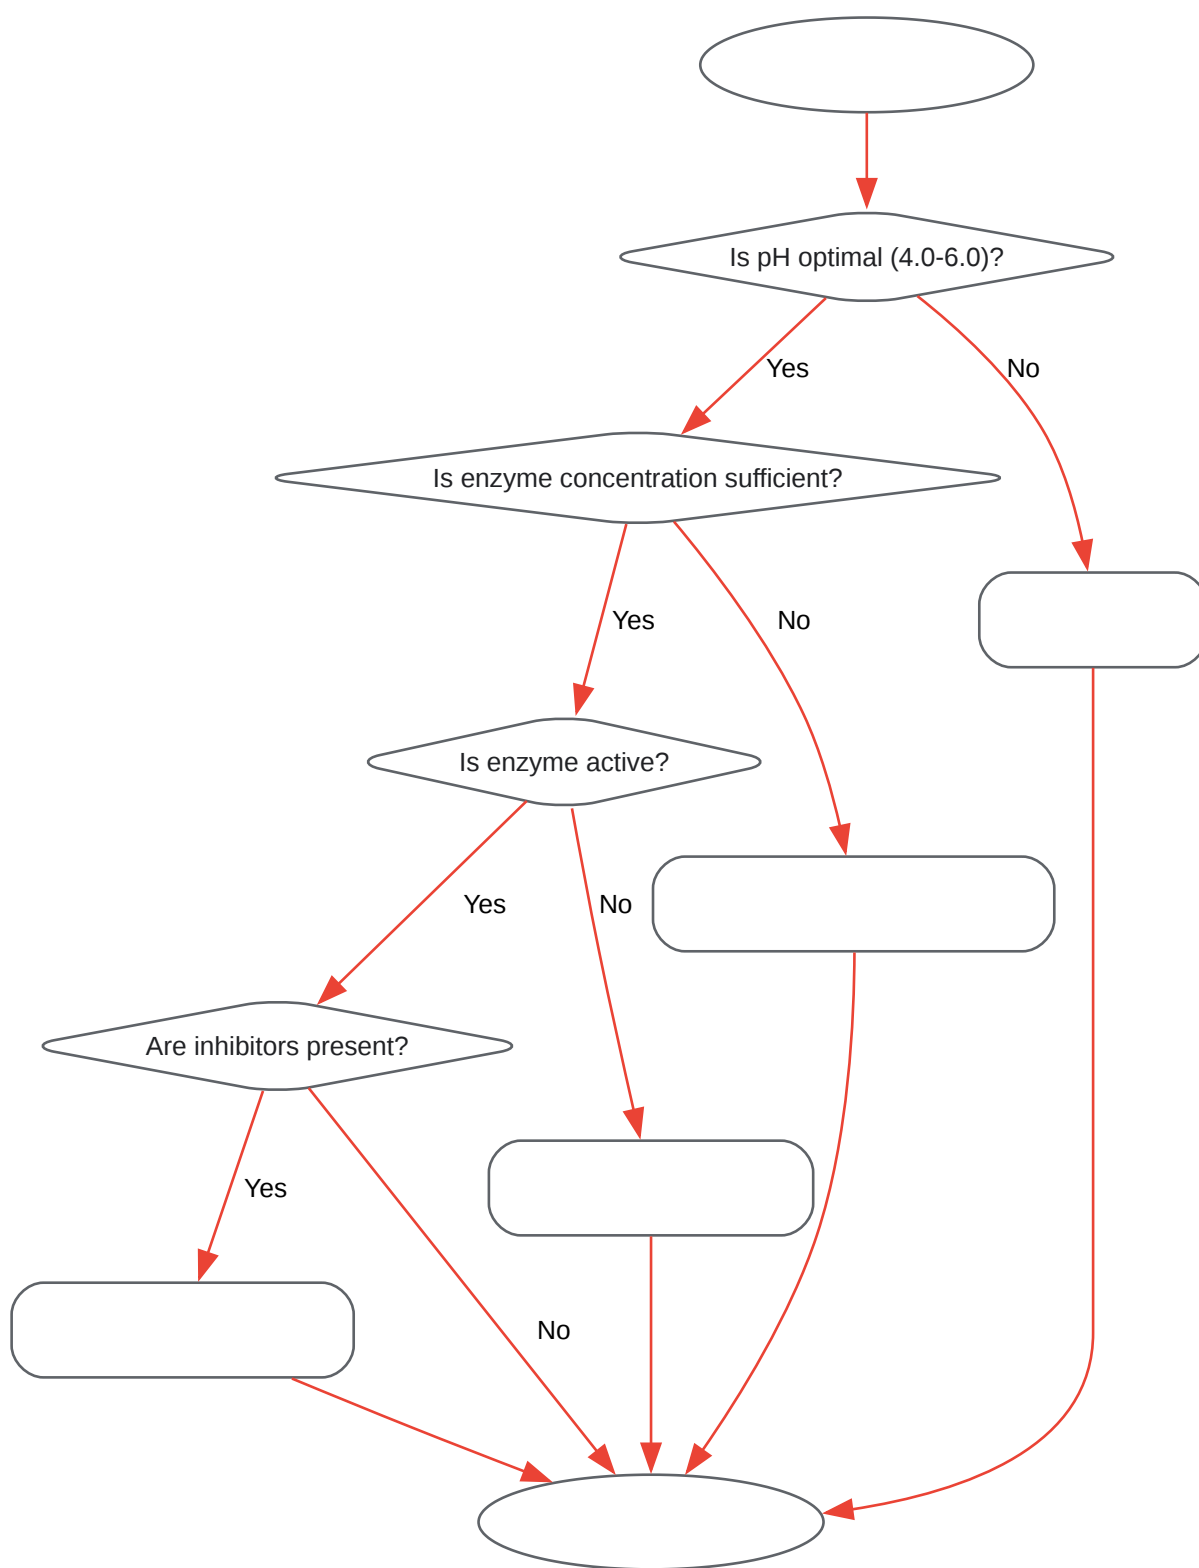 Is pH optimal (4.0-6.0)?
Yes
No
Is enzyme concentration sufficient?
Yes
No
Is enzyme active?
Yes
No
Are inhibitors present?
Yes
No